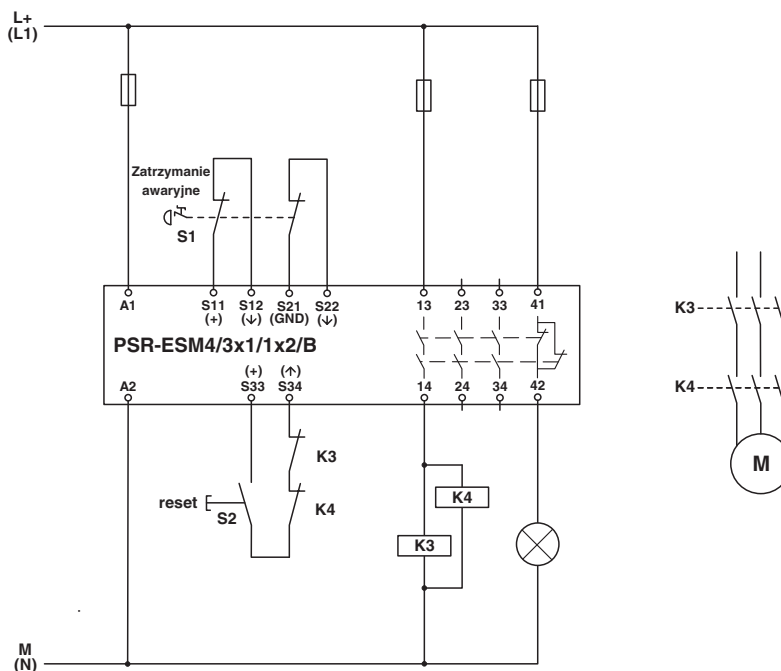 L+
(L1)
Zatrzymanie
awaryjne
S1
A1
S11
(+)
S12
(↓)
S21
(GND)
S22
(↓)
13
23
33
41
PSR-ESM4/3x1/1x2/B
A2
(+)
S33
(↑)
S34
14
24
34
42
K3
K4
reset
S2
K4
K3
K3
K4
M
M
(N)